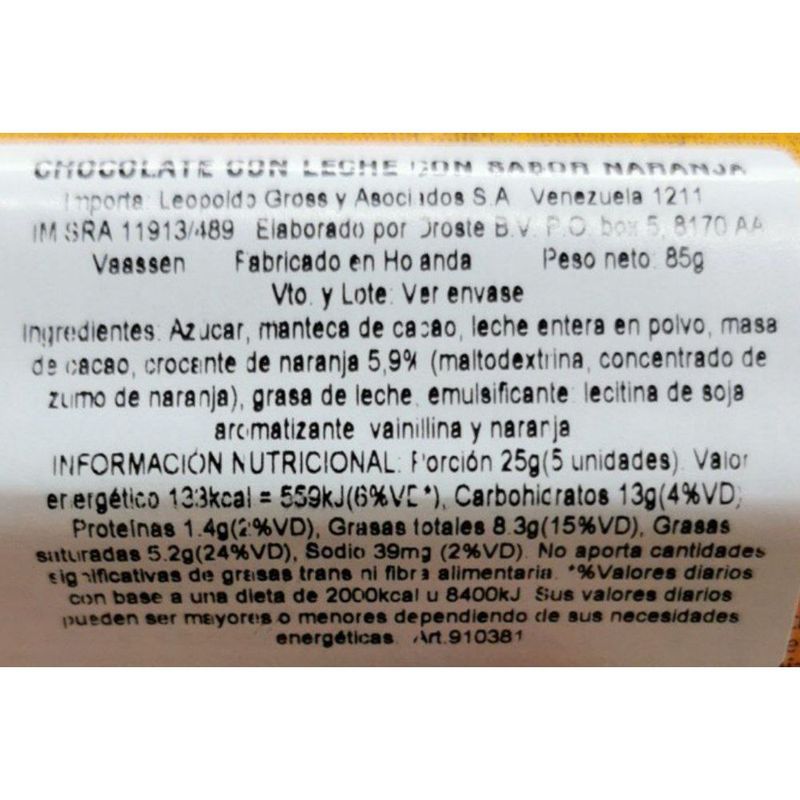 CHOCOLATE CON LECHE CON SABOR NARANJA
Importa: Leopoldo Gross y Asociados S.A. Venezuela 1211
IM SRA 11913/489 Elaborado por Droste B.V. P.O. box 5, 8170 AA
Vaassen Fabricado en Holanda Peso neto: 85g
Vto. y Lote: Ver envase
Ingredientes: Azucar, manteca de cacao, leche entera en polvo, masa
de cacao, crocante de naranja 5,9% (maltodextrina, concentrado de
zumo de naranja), grasa de leche, emulsificante: lecitina de soja
aromatizante: vainillina y naranja
INFORMACIÓN NUTRICIONAL: Porción 25g(5 unidades). Valor
energético 133kcal = 559kJ(6%VD*), Carbohidratos 13g(4%VD),
Proteínas 1.4g(2%VD), Grasas totales 8.3g(15%VD), Grasas
saturadas 5.2g(24%VD), Sodio 39mg (2%VD). No aporta cantidades
significativas de grasas trans ni fibra alimentaria. *%Valores diarios
con base a una dieta de 2000kcal u 8400kJ. Sus valores diarios
pueden ser mayores o menores dependiendo de sus necesidades
energéticas. Art.910381